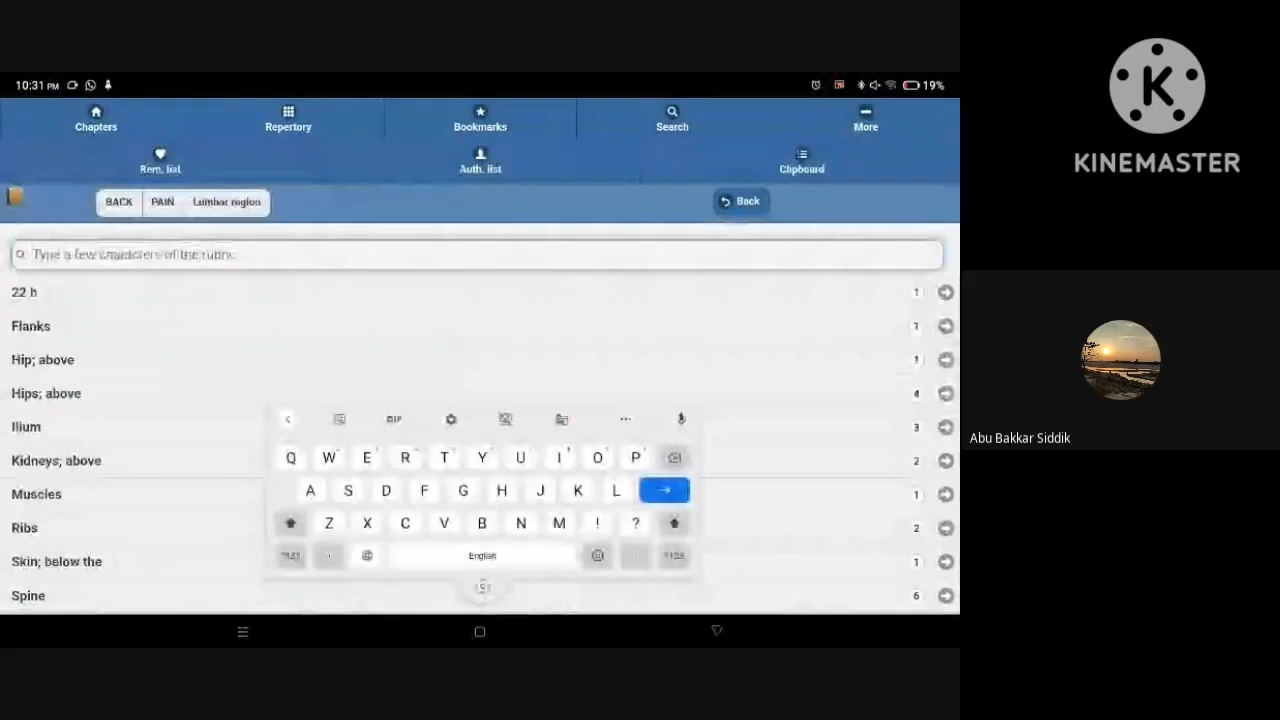 10:31 PM 19%
Chapters Repertory Bookmarks Search More
Rem. list Auth. list Clipboard
BACK PAIN Lumbar region Back
Type a few characters of the rubric
22 h 1
Flanks 1
Hip; above 1
Hips; above 4
Ilium 3
Kidneys; above 2
Muscles 1
Ribs 2
Skin; below the 1
Spine 6
GIF
Q W E R T Y U I O P
A S D F G H J K L
Z X C V B N M ! ?
English
K
KINEMASTER
Abu Bakkar Siddik